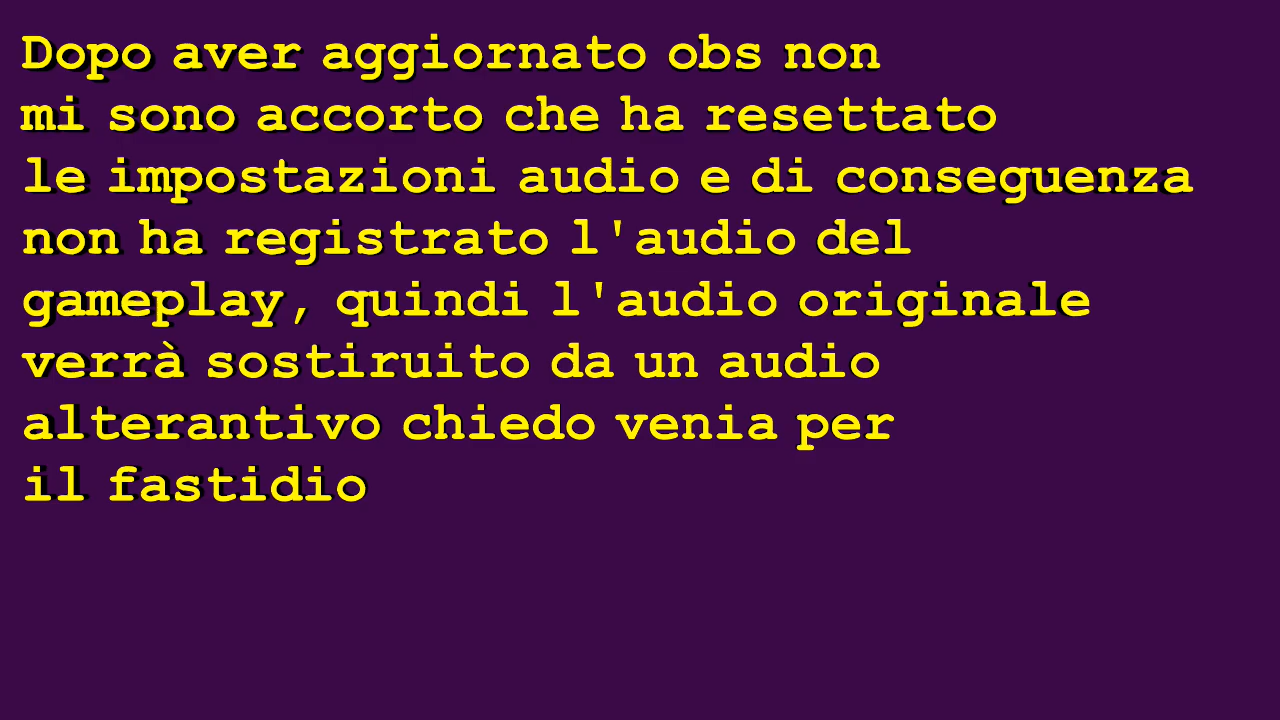 Dopo aver aggiornato obs non
mi sono accorto che ha resettato
le impostazioni audio e di conseguenza
non ha registrato l'audio del
gameplay, quindi l'audio originale
verrà sostiruito da un audio
alterantivo chiedo venia per
il fastidio